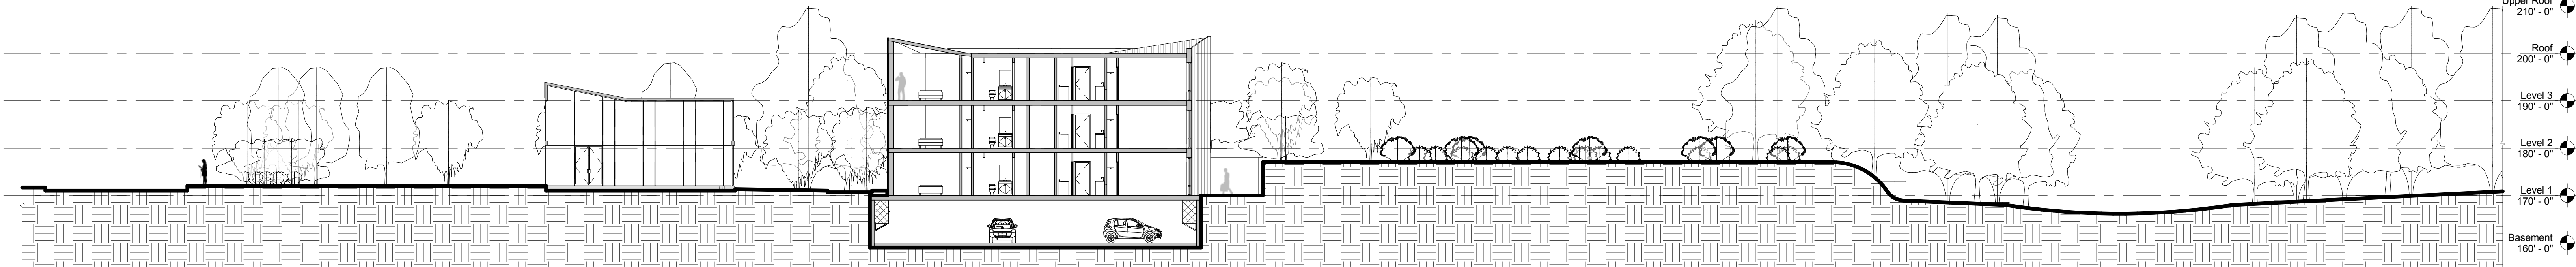 Upper Roof
210' - 0"
Roof
200' - 0"
Level 3
190' - 0"
Level 2
180' - 0"
Level 1
170' - 0"
Basement
160' - 0"